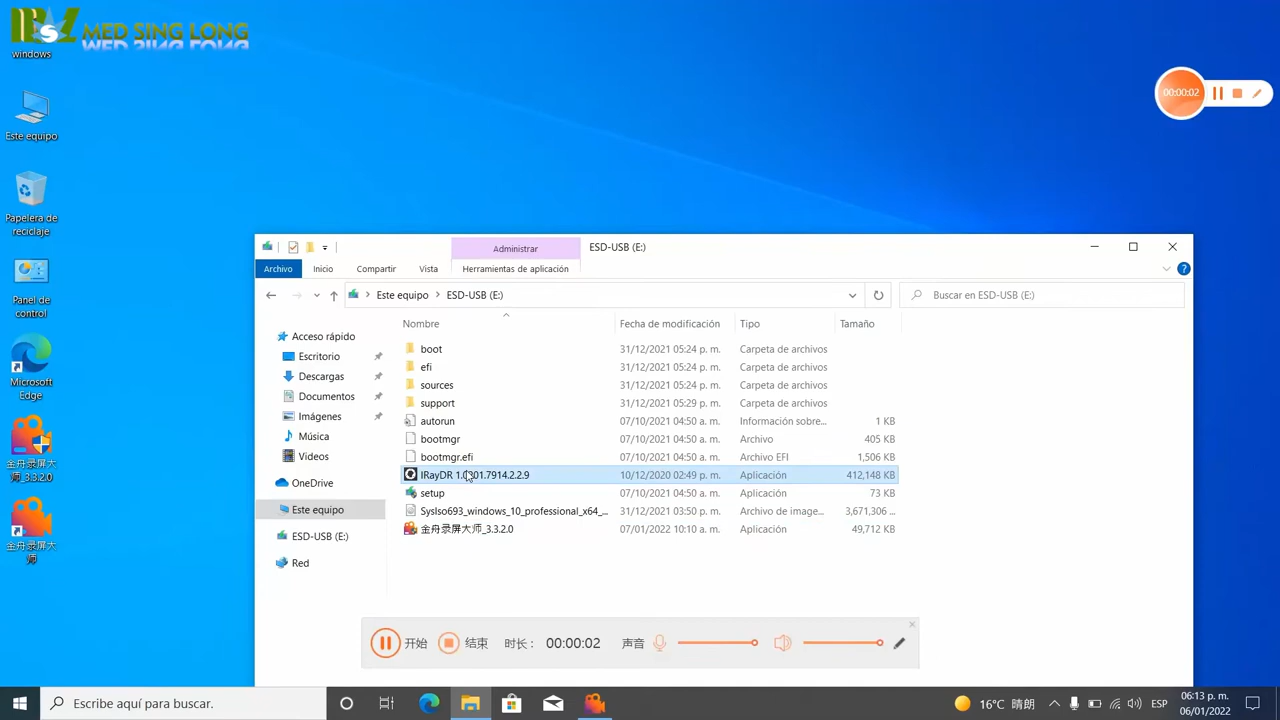 MSL MED SING LONG
windows
Este equipo
Papelera de
reciclaje
Panel de
control
Microsoft
Edge
金舟录屏大
师_3.3.2.0
金舟录屏大
师
00:00:02
Administrar
ESD-USB (E:)
Archivo
Inicio
Compartir
Vista
Herramientas de aplicación
Este equipo
ESD-USB (E:)
Buscar en ESD-USB (E:)
Nombre
Fecha de modificación
Tipo
Tamaño
Acceso rápido
Escritorio
Descargas
Documentos
Imágenes
Música
Videos
OneDrive
Este equipo
ESD-USB (E:)
Red
boot 31/12/2021 05:24 p. m. Carpeta de archivos
efi 31/12/2021 05:24 p. m. Carpeta de archivos
sources 31/12/2021 05:24 p. m. Carpeta de archivos
support 31/12/2021 05:29 p. m. Carpeta de archivos
autorun 07/10/2021 04:50 a. m. Información sobre... 1 KB
bootmgr 07/10/2021 04:50 a. m. Archivo 405 KB
bootmgr.efi 07/10/2021 04:50 a. m. Archivo EFI 1,506 KB
IRayDR 1.0.01.7914.2.2.9 10/12/2020 02:49 p. m. Aplicación 412,148 KB
setup 07/10/2021 04:50 a. m. Aplicación 73 KB
SysIso693_windows_10_professional_x64_... 31/12/2021 03:50 p. m. Archivo de image... 3,671,306 ...
金舟录屏大师_3.3.2.0 07/01/2022 10:10 a. m. Aplicación 49,712 KB
开始
结束
时长：
00:00:02
声音
Escribe aquí para buscar.
16°C 晴朗
ESP
06:13 p. m.
06/01/2022